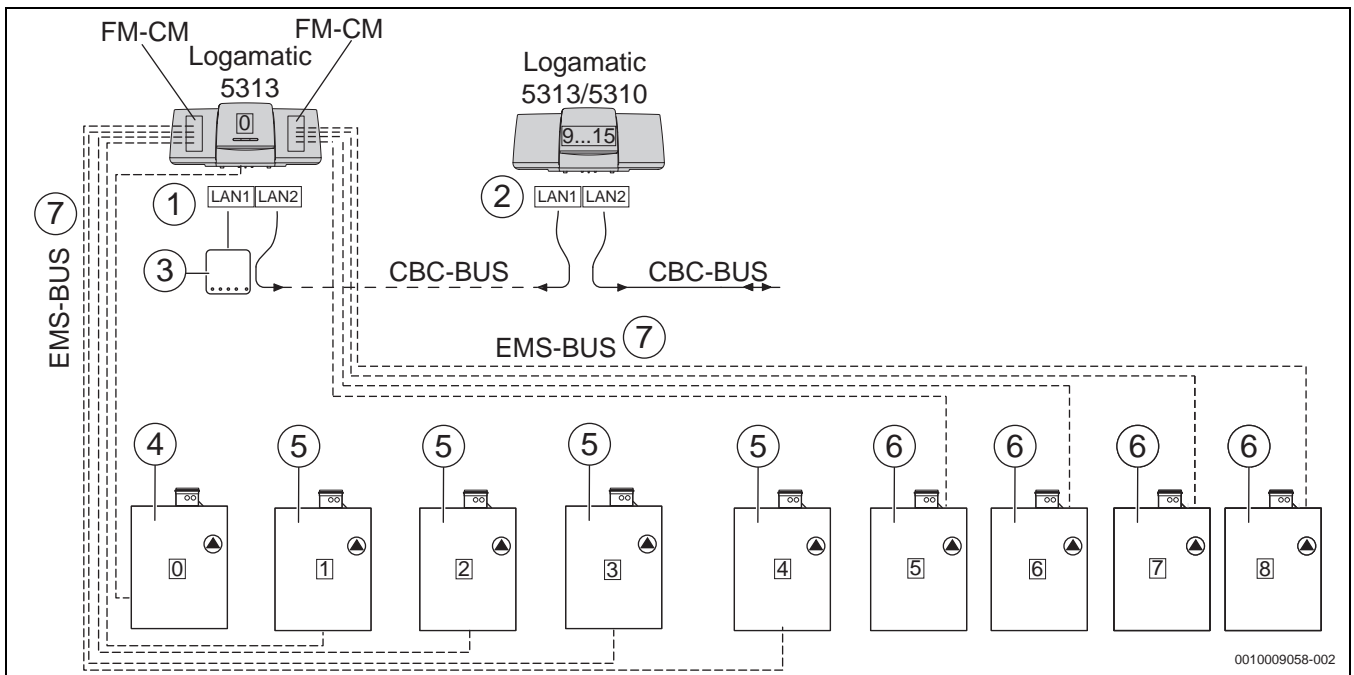 FM-CM
FM-CM
Logamatic
5313
Logamatic
5313/5310
0
9...15
1
LAN1
LAN2
2
LAN1
LAN2
7
3
CBC-BUS
CBC-BUS
EMS-BUS
EMS-BUS
7
4
5
5
5
5
6
6
6
6
0
1
2
3
4
5
6
7
8
0010009058-002